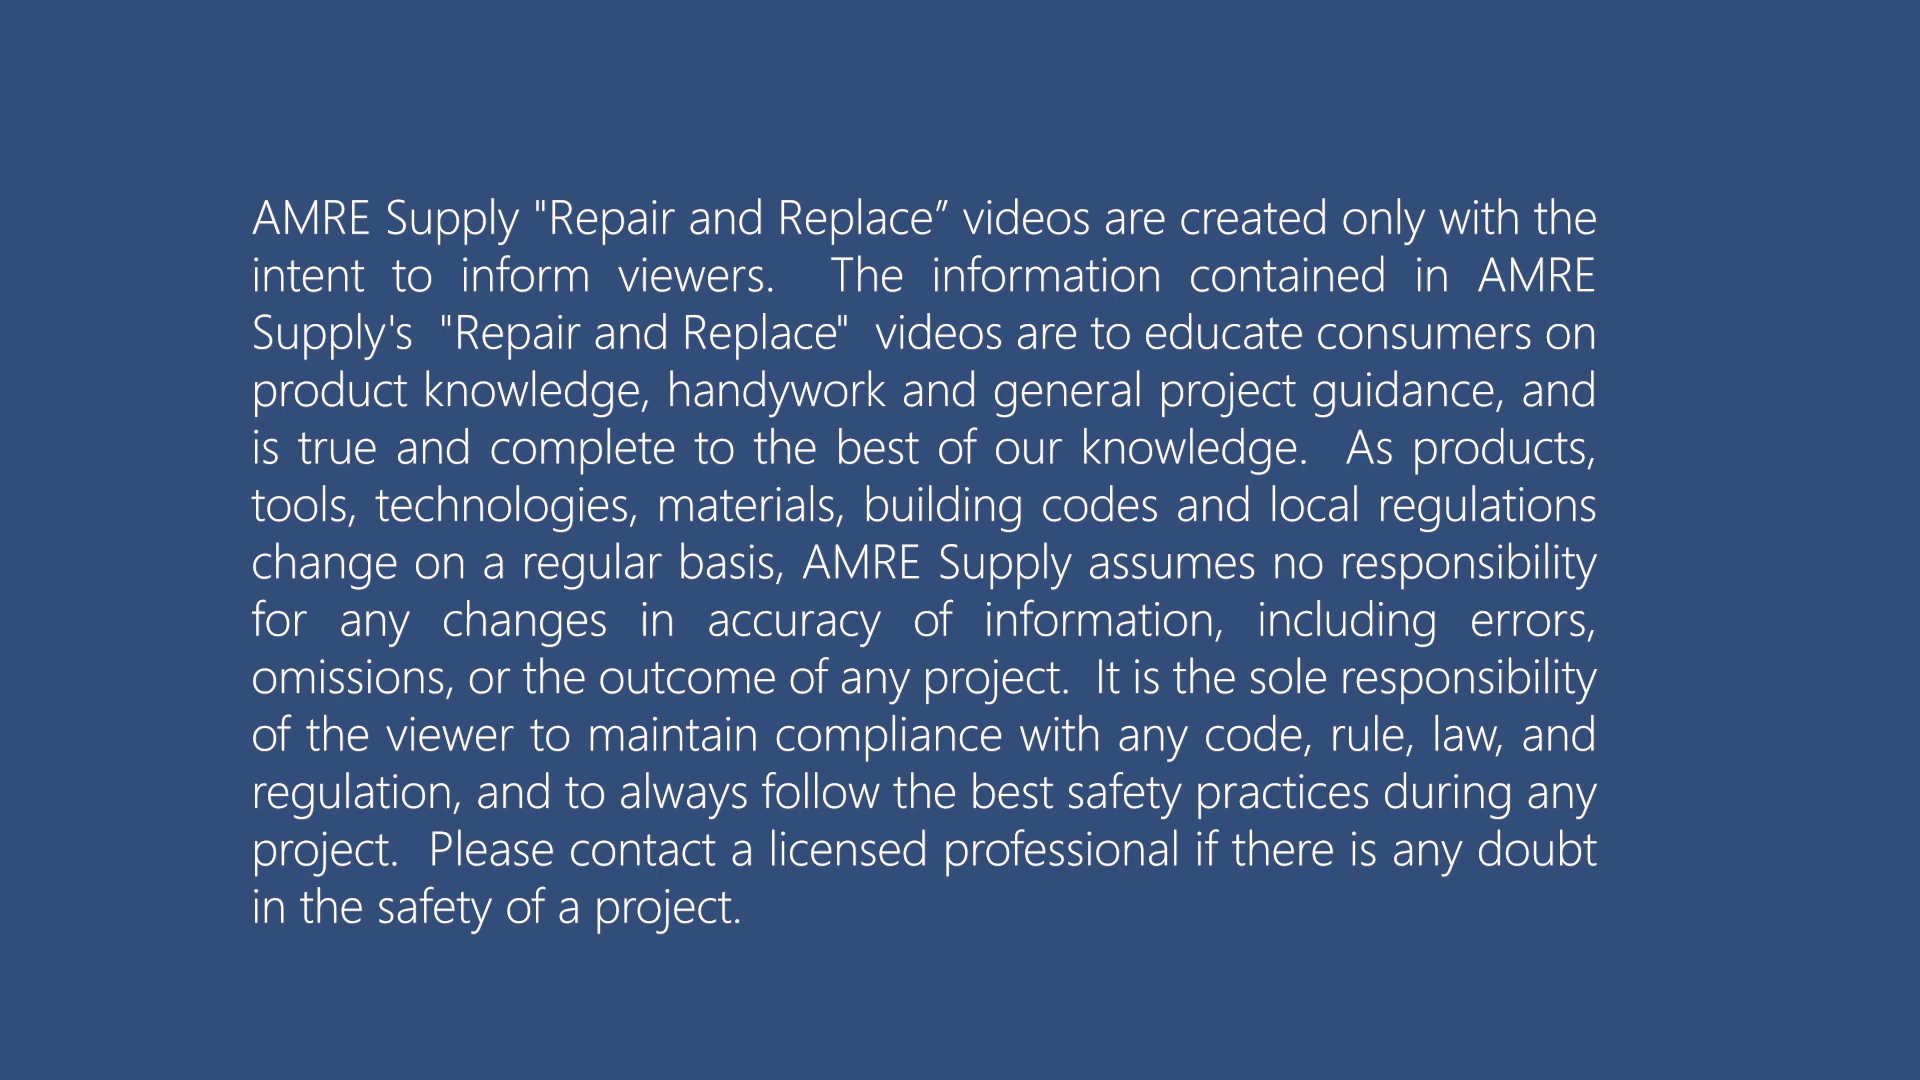 AMRE Supply "Repair and Replace” videos are created only with the
intent to inform viewers.  The information contained in AMRE
Supply's  "Repair and Replace"  videos are to educate consumers on
product knowledge, handywork and general project guidance, and
is true and complete to the best of our knowledge.  As products,
tools, technologies, materials, building codes and local regulations
change on a regular basis, AMRE Supply assumes no responsibility
for any changes in accuracy of information, including errors,
omissions, or the outcome of any project.  It is the sole responsibility
of the viewer to maintain compliance with any code, rule, law, and
regulation, and to always follow the best safety practices during any
project.  Please contact a licensed professional if there is any doubt
in the safety of a project.